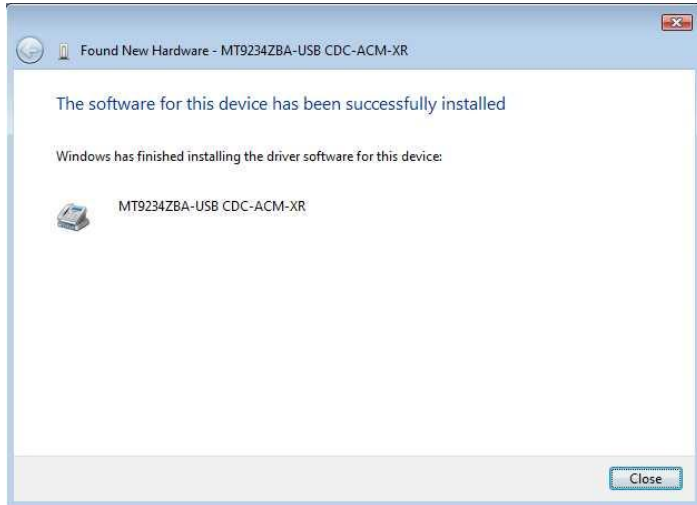 Found New Hardware - MT9234ZBA-USB CDC-ACM-XR
The software for this device has been successfully installed
Windows has finished installing the driver software for this device:
MT9234ZBA-USB CDC-ACM-XR
Close